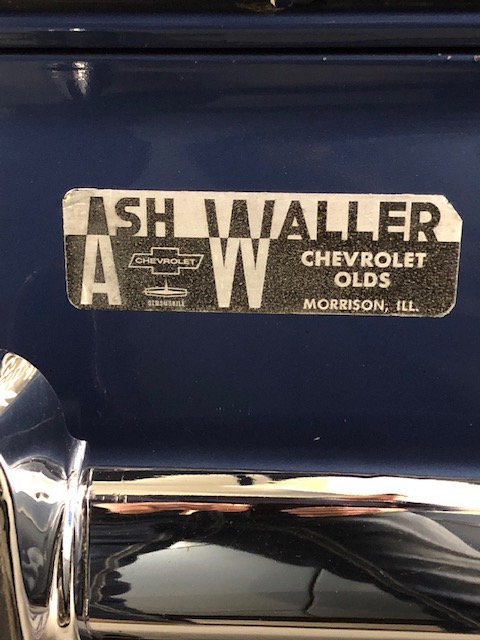 ASH WALLER
A CHEVROLET W CHEVROLET
OLDSMOBILE OLDS
MORRISON, ILL.